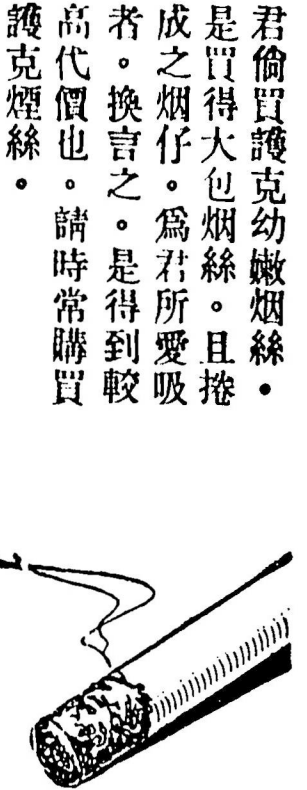 君倘買護克幼嫩烟絲。
是買得大包烟絲。且捲
成之烟仔。爲君所愛吸
者。換言之。是得到較
高代價也。請時常購買
護克煙絲。